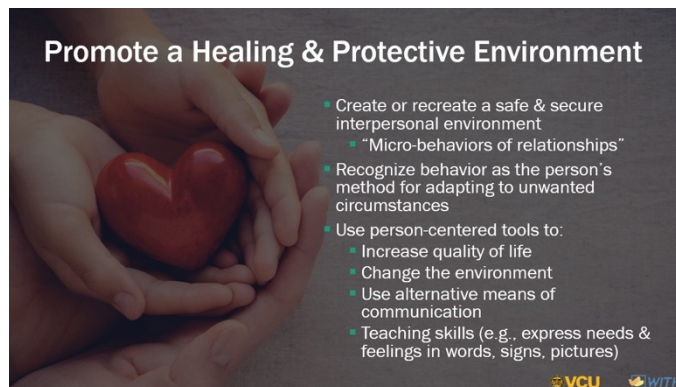 Promote a Healing & Protective Environment
▪ Create or recreate a safe & secure
interpersonal environment
▪ “Micro-behaviors of relationships”
▪ Recognize behavior as the person’s
method for adapting to unwanted
circumstances
▪ Use person-centered tools to:
▪ Increase quality of life
▪ Change the environment
▪ Use alternative means of
communication
▪ Teaching skills (e.g., express needs &
feelings in words, signs, pictures)
VCU